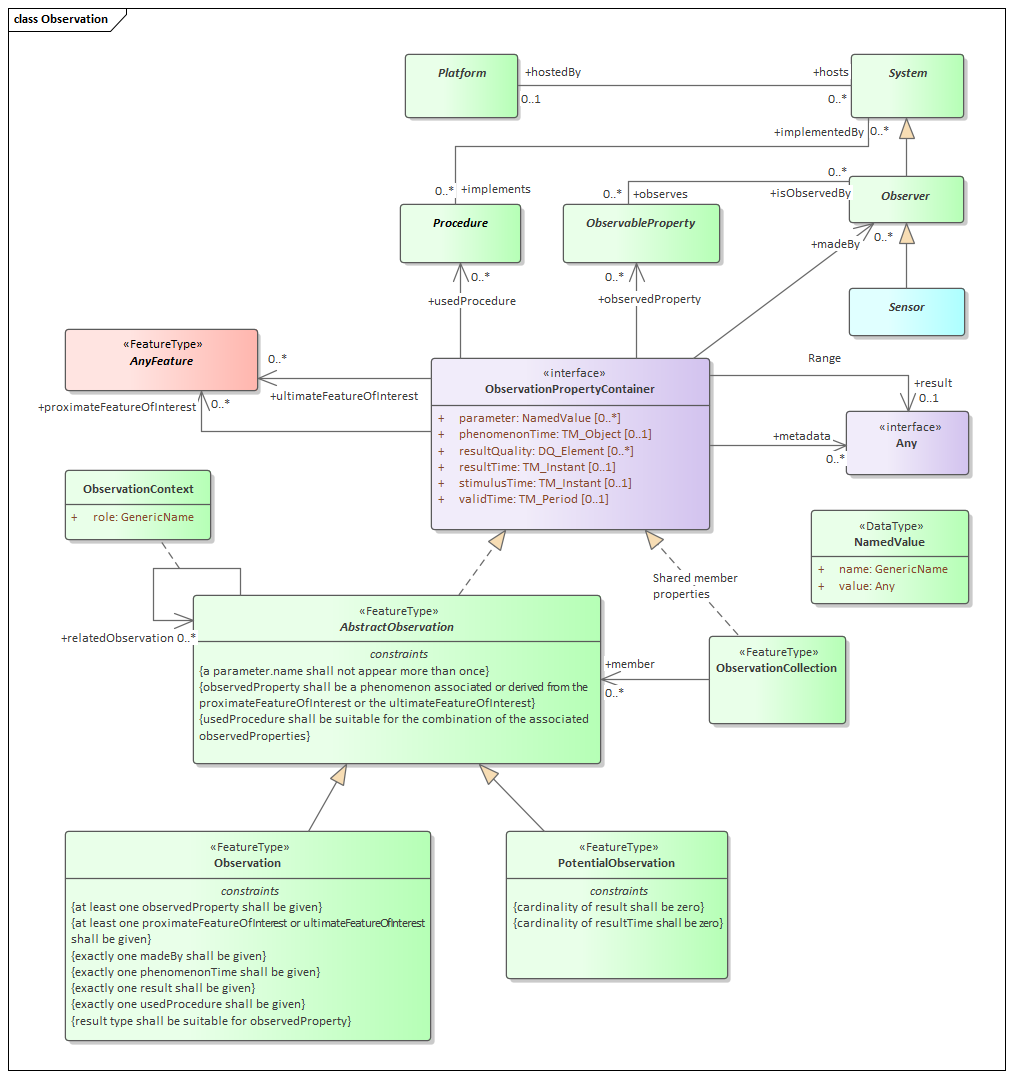 class Observation
Platform
+hostedBy
0..1
+hosts
0..*
System
+implementedBy
0..*
0..*
+implements
Procedure
0..*
+observes
ObservableProperty
0..*
+isObservedBy
Observer
+madeBy
0..*
Sensor
0..*
+usedProcedure
0..*
+observedProperty
«FeatureType»
AnyFeature
0..*
+ultimateFeatureOfInterest
+proximateFeatureOfInterest
0..*
«interface»
ObservationPropertyContainer
+ parameter: NamedValue [0..*]
+ phenomenonTime: TM_Object [0..1]
+ resultQuality: DQ_Element [0..*]
+ resultTime: TM_Instant [0..1]
+ stimulusTime: TM_Instant [0..1]
+ validTime: TM_Period [0..1]
Range
+result
0..1
+metadata
0..*
«interface»
Any
ObservationContext
+ role: GenericName
«DataType»
NamedValue
+ name: GenericName
+ value: Any
Shared member
properties
+relatedObservation 0..*
«FeatureType»
AbstractObservation
constraints
{a parameter.name shall not appear more than once}
{observedProperty shall be a phenomenon associated or derived from the
proximateFeatureOfInterest or the ultimateFeatureOfInterest}
{usedProcedure shall be suitable for the combination of the associated
observedProperties}
+member
0..*
«FeatureType»
ObservationCollection
«FeatureType»
Observation
constraints
{at least one observedProperty shall be given}
{at least one proximateFeatureOfInterest or ultimateFeatureOfInterest
shall be given}
{exactly one madeBy shall be given}
{exactly one phenomenonTime shall be given}
{exactly one result shall be given}
{exactly one usedProcedure shall be given}
{result type shall be suitable for observedProperty}
«FeatureType»
PotentialObservation
constraints
{cardinality of result shall be zero}
{cardinality of resultTime shall be zero}